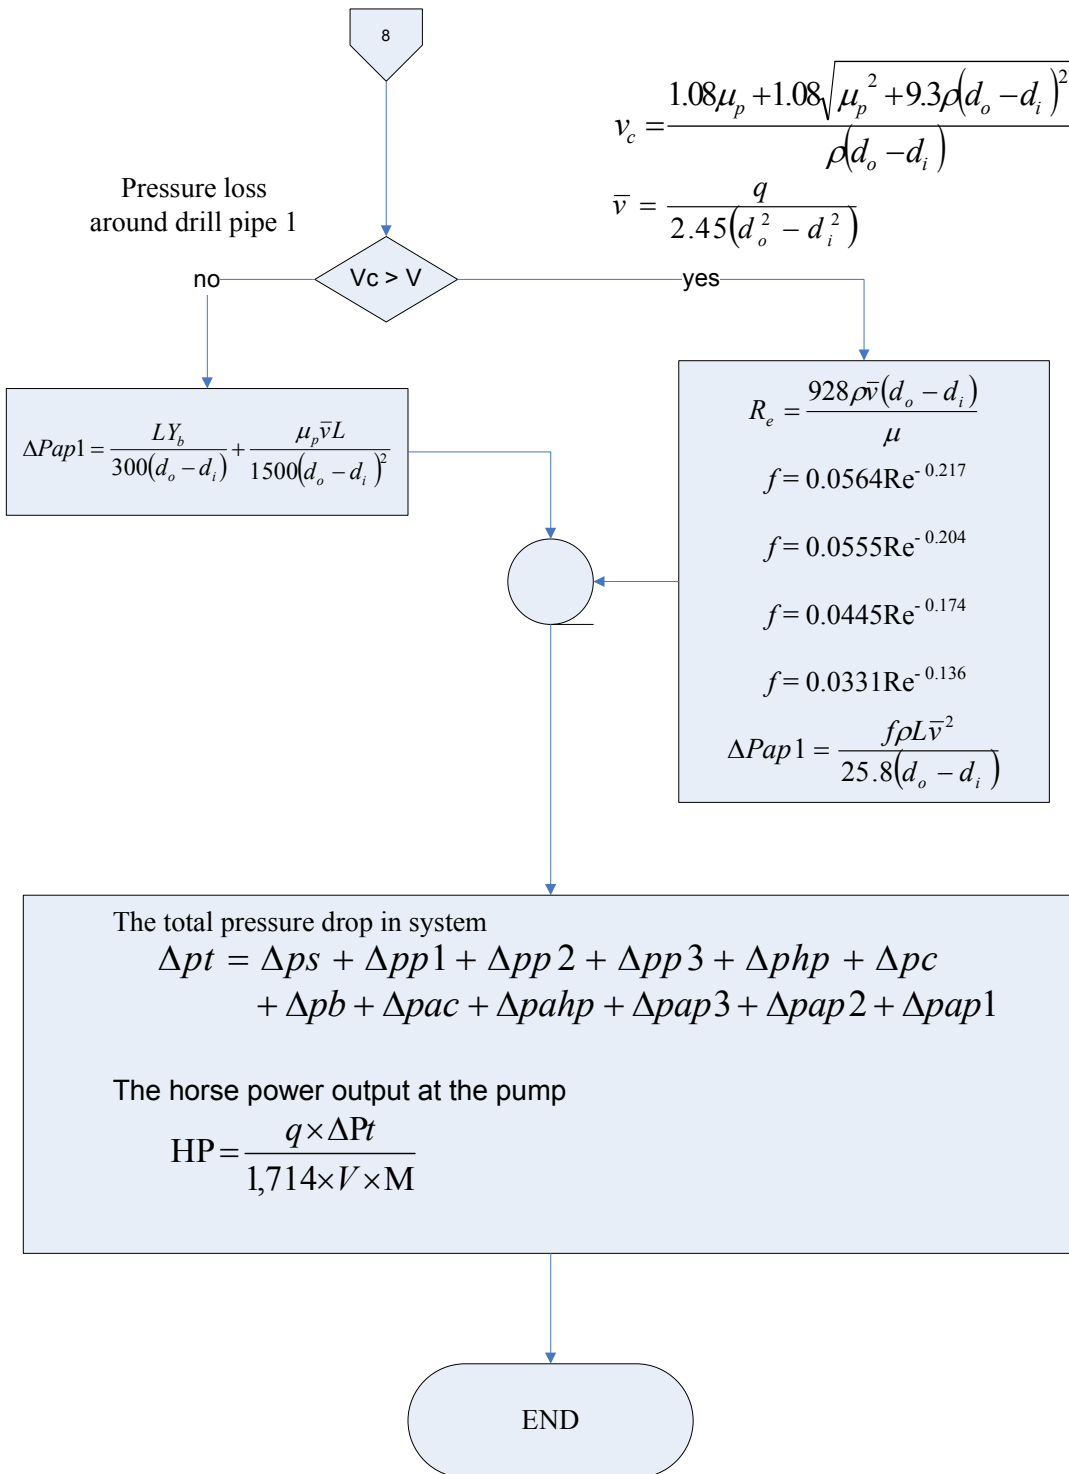 8
v_c = (1.08μ_p + 1.08√(μ_p² + 9.3ρ(d_o − d_i)²)) / (ρ(d_o − d_i))
v̅ = q / (2.45(d_o² − d_i²))
Pressure loss
around drill pipe 1
Vc > V
no
yes
ΔPap1 = LY_b / (300(d_o − d_i)) + μ_p v̅L / (1500(d_o − d_i)²)
R_e = 928ρv̅(d_o − d_i) / μ
f = 0.0564Re^(-0.217)
f = 0.0555Re^(-0.204)
f = 0.0445Re^(-0.174)
f = 0.0331Re^(-0.136)
ΔPap1 = fρLv̅² / (25.8(d_o − d_i))
The total pressure drop in system
Δpt = Δps + Δpp1 + Δpp2 + Δpp3 + Δphp + Δpc
+ Δpb + Δpac + Δpahp + Δpap3 + Δpap2 + Δpap1
The horse power output at the pump
HP = (q × ΔPt) / (1,714 × V × M)
END